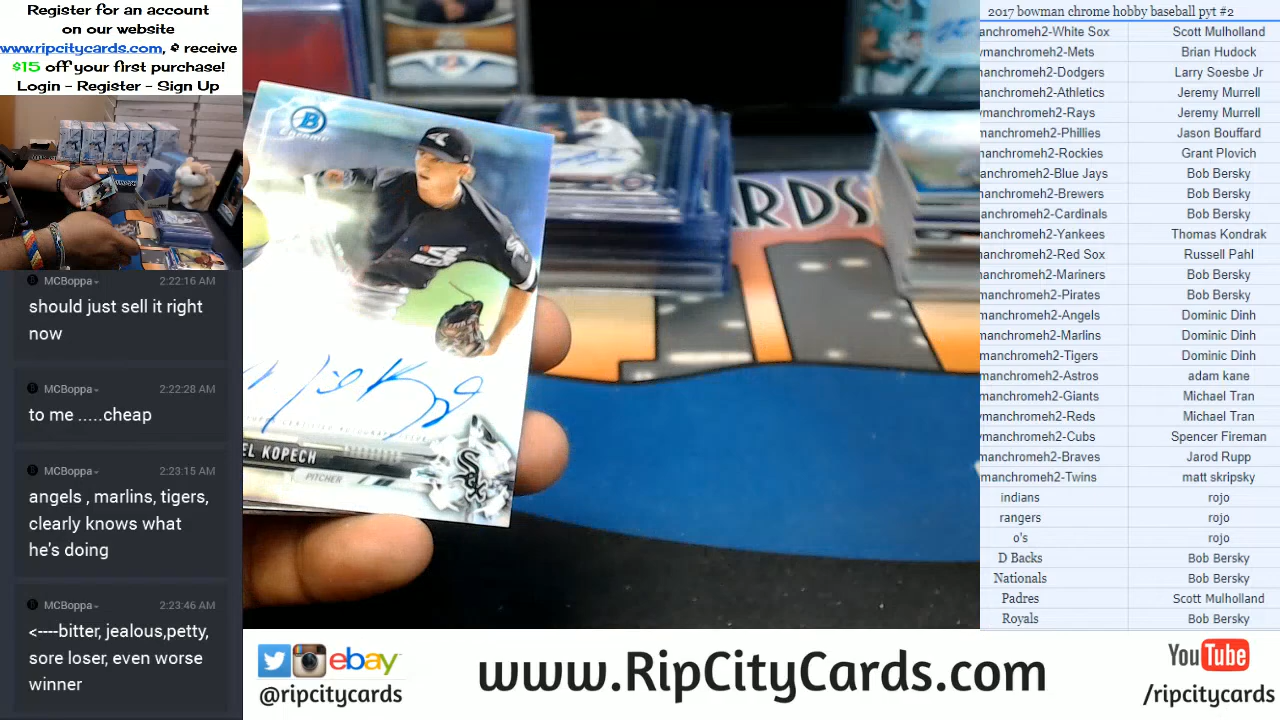 Register for an account
on our website
www.ripcitycards.com, & receive
$15 off your first purchase!
Login - Register - Sign Up
MCBoppa 2:22:16 AM
should just sell it right
now
MCBoppa 2:22:28 AM
to me .....cheap
MCBoppa 2:23:15 AM
angels , marlins, tigers,
clearly knows what
he's doing
MCBoppa 2:23:46 AM
<----bitter, jealous,petty,
sore loser, even worse
winner
B
Chrome
EL KOPECH
PITCHER
Sox
ARDS
2017 bowman chrome hobby baseball pyt #2
anchromeh2-White Sox Scott Mulholland
manchromeh2-Mets Brian Hudock
manchromeh2-Dodgers Larry Soesbe Jr
manchromeh2-Athletics Jeremy Murrell
manchromeh2-Rays Jeremy Murrell
manchromeh2-Phillies Jason Bouffard
manchromeh2-Rockies Grant Plovich
anchromeh2-Blue Jays Bob Bersky
manchromeh2-Brewers Bob Bersky
anchromeh2-Cardinals Bob Bersky
manchromeh2-Yankees Thomas Kondrak
manchromeh2-Red Sox Russell Pahl
manchromeh2-Mariners Bob Bersky
manchromeh2-Pirates Bob Bersky
manchromeh2-Angels Dominic Dinh
manchromeh2-Marlins Dominic Dinh
manchromeh2-Tigers Dominic Dinh
manchromeh2-Astros adam kane
manchromeh2-Giants Michael Tran
manchromeh2-Reds Michael Tran
manchromeh2-Cubs Spencer Fireman
manchromeh2-Braves Jarod Rupp
manchromeh2-Twins matt skripsky
indians rojo
rangers rojo
o's rojo
D Backs Bob Bersky
Nationals Bob Bersky
Padres Scott Mulholland
Royals Bob Bersky
ebay
@ripcitycards
www.RipCityCards.com
YouTube
/ripcitycards